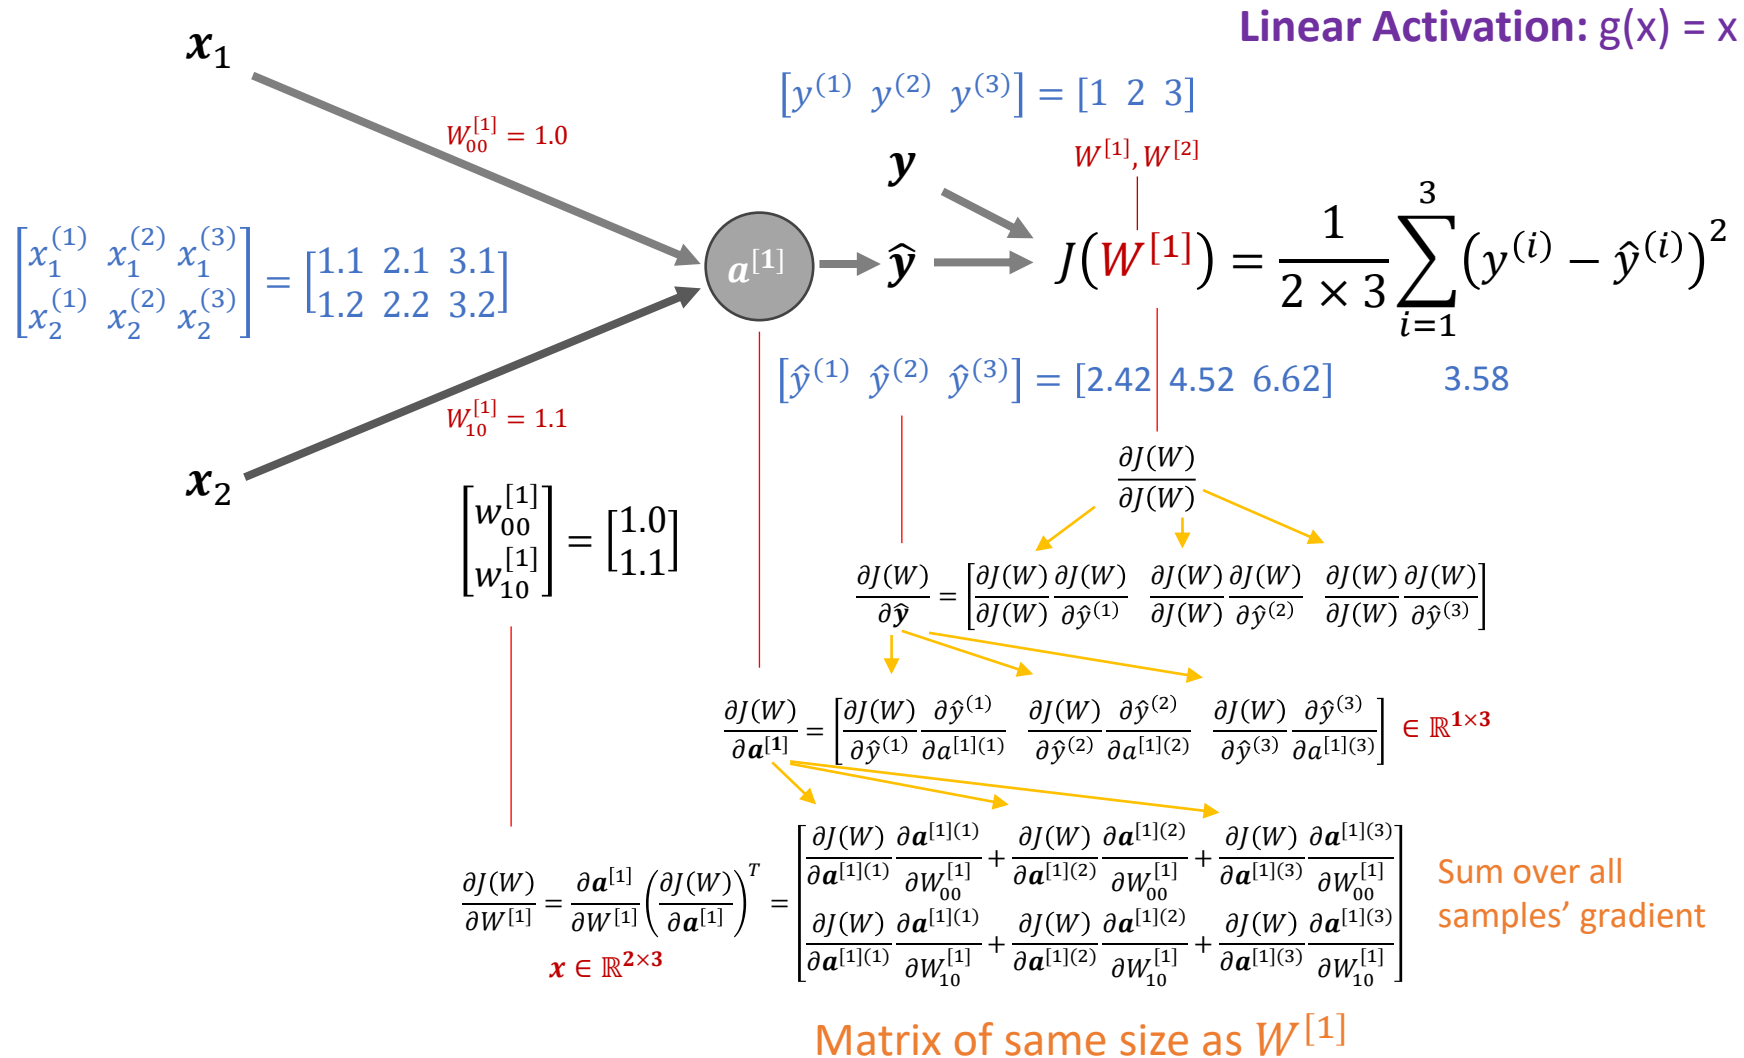 Linear Activation: g(x) = x
x₁
[y⁽¹⁾ y⁽²⁾ y⁽³⁾] = [1 2 3]
W₀₀^[1] = 1.0
y
W^[1], W^[2]
[x₁⁽¹⁾ x₁⁽²⁾ x₁⁽³⁾; x₂⁽¹⁾ x₂⁽²⁾ x₂⁽³⁾] = [1.1 2.1 3.1; 1.2 2.2 3.2]
a^[1]
ŷ
J(W^[1]) = 1/(2 × 3) ∑_{i=1}^{3} (y^(i) − ŷ^(i))²
[ŷ⁽¹⁾ ŷ⁽²⁾ ŷ⁽³⁾] = [2.42 4.52 6.62]
3.58
W₁₀^[1] = 1.1
x₂
∂J(W)/∂J(W)
[w₀₀^[1]; w₁₀^[1]] = [1.0; 1.1]
∂J(W)/∂ŷ = [∂J(W)/∂J(W) ∂J(W)/∂ŷ⁽¹⁾ ∂J(W)/∂J(W) ∂J(W)/∂ŷ⁽²⁾ ∂J(W)/∂J(W) ∂J(W)/∂ŷ⁽³⁾]
∂J(W)/∂a^[1] = [∂J(W)/∂ŷ⁽¹⁾ ∂ŷ⁽¹⁾/∂a^[1](1) ∂J(W)/∂ŷ⁽²⁾ ∂ŷ⁽²⁾/∂a^[1](2) ∂J(W)/∂ŷ⁽³⁾ ∂ŷ⁽³⁾/∂a^[1](3)] ∈ ℝ^{1×3}
∂J(W)/∂W^[1] = ∂a^[1]/∂W^[1] (∂J(W)/∂a^[1])^T = [∂J(W)/∂a^[1](1) ∂a^[1](1)/∂W₀₀^[1] + ∂J(W)/∂a^[1](2) ∂a^[1](2)/∂W₀₀^[1] + ∂J(W)/∂a^[1](3) ∂a^[1](3)/∂W₀₀^[1]; ∂J(W)/∂a^[1](1) ∂a^[1](1)/∂W₁₀^[1] + ∂J(W)/∂a^[1](2) ∂a^[1](2)/∂W₁₀^[1] + ∂J(W)/∂a^[1](3) ∂a^[1](3)/∂W₁₀^[1]]
x ∈ ℝ^{2×3}
Sum over all
samples’ gradient
Matrix of same size as W^[1]